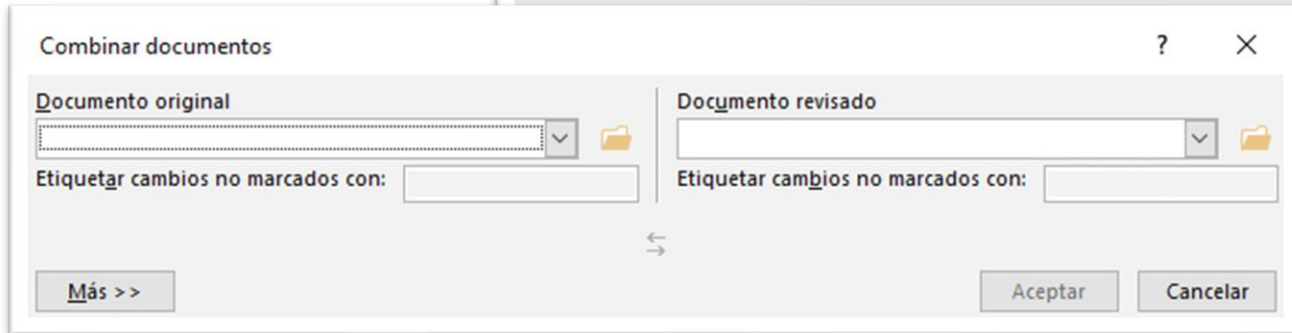 Combinar documentos ?
Documento original
Documento revisado
Etiquetar cambios no marcados con:
Etiquetar cambios no marcados con:
Más >>
Aceptar
Cancelar